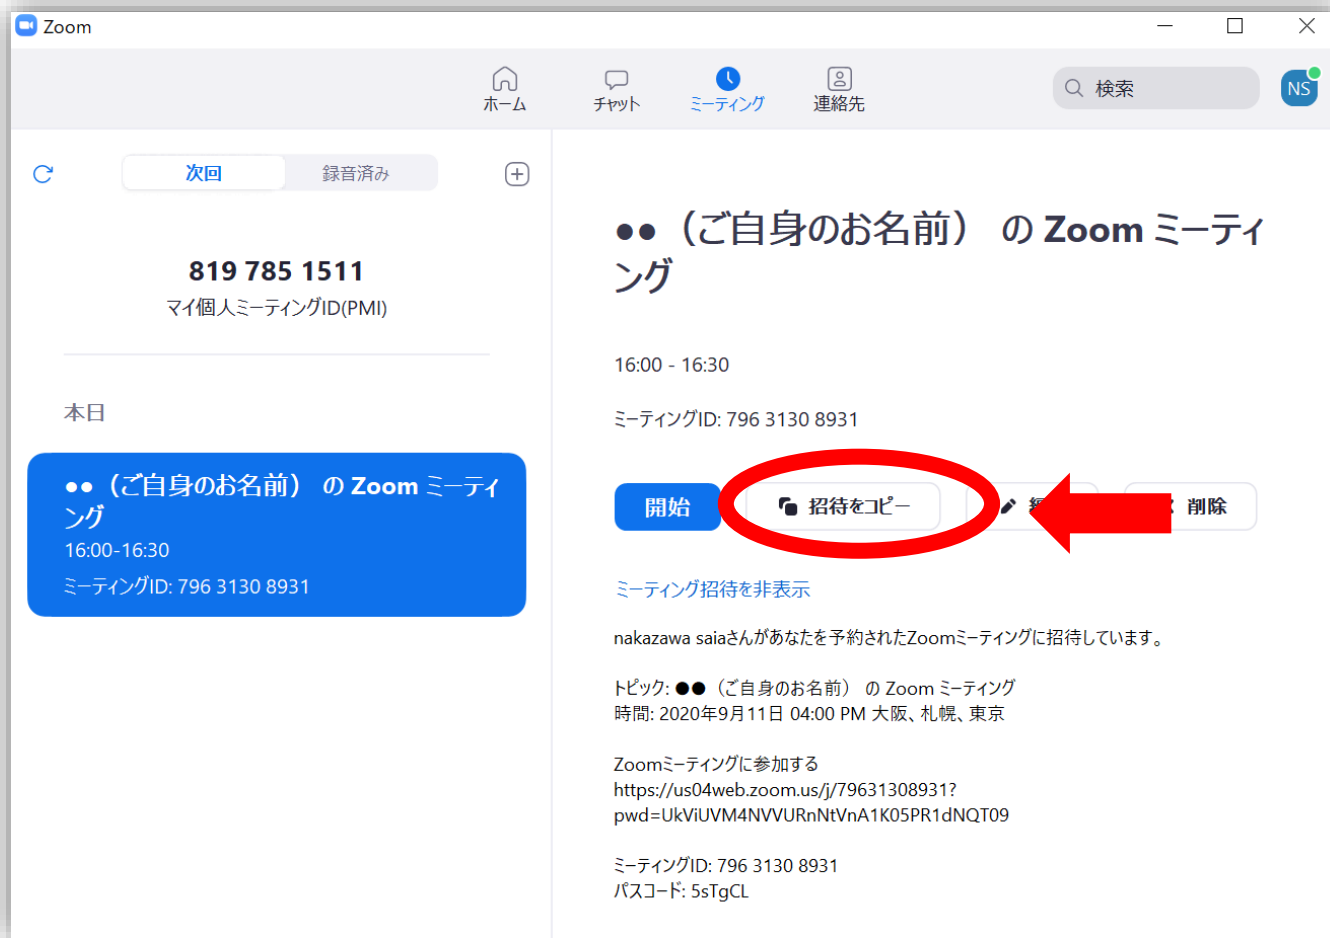 Zoom
ホーム
チャット
ミーティング
連絡先
検索
NS
次回
録音済み
819 785 1511
マイ個人ミーティングID(PMI)
本日
●●（ご自身のお名前） の Zoom ミーティ
ング
16:00-16:30
ミーティングID: 796 3130 8931
●●（ご自身のお名前） の Zoom ミーティ
ング
16:00 - 16:30
ミーティングID: 796 3130 8931
開始
招待をコピー
削除
ミーティング招待を非表示
nakazawa saiaさんがあなたを予約されたZoomミーティングに招待しています。
トピック: ●●（ご自身のお名前） の Zoom ミーティング
時間: 2020年9月11日 04:00 PM 大阪、札幌、東京
Zoomミーティングに参加する
https://us04web.zoom.us/j/79631308931?
pwd=UkViUVM4NVVURnNtVnA1K05PR1dNQT09
ミーティングID: 796 3130 8931
パスコード: 5sTgCL